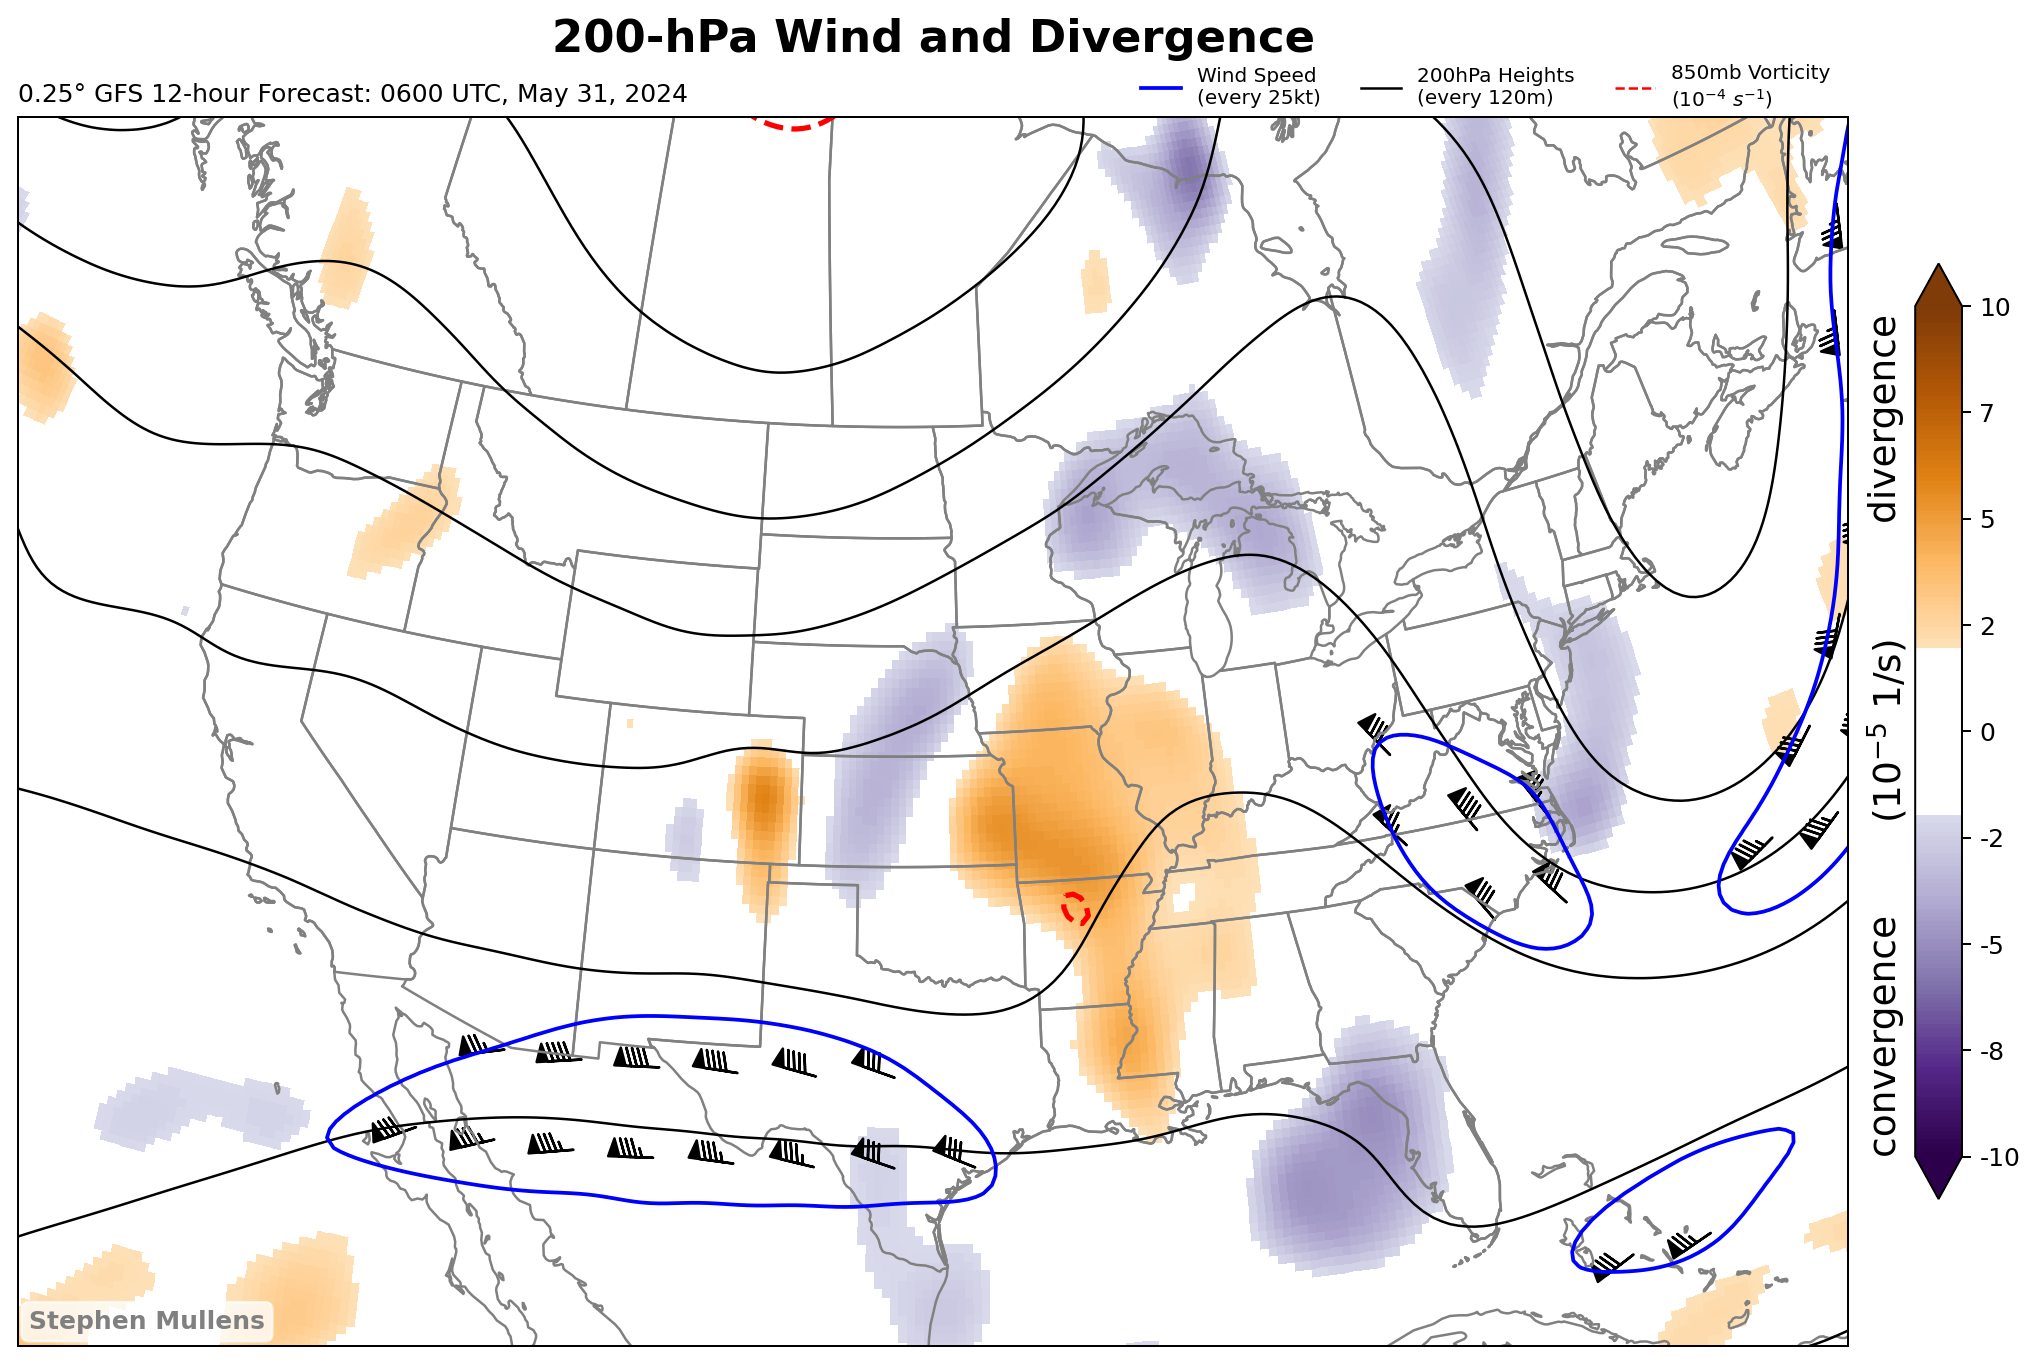 200-hPa Wind and Divergence
0.25° GFS 12-hour Forecast: 0600 UTC, May 31, 2024
Wind Speed
(every 25kt)
200hPa Heights
(every 120m)
850mb Vorticity
(10⁻⁴ s⁻¹)
10
7
5
2
0
-2
-5
-8
-10
convergence (10⁻⁵ 1/s) divergence
Stephen Mullens